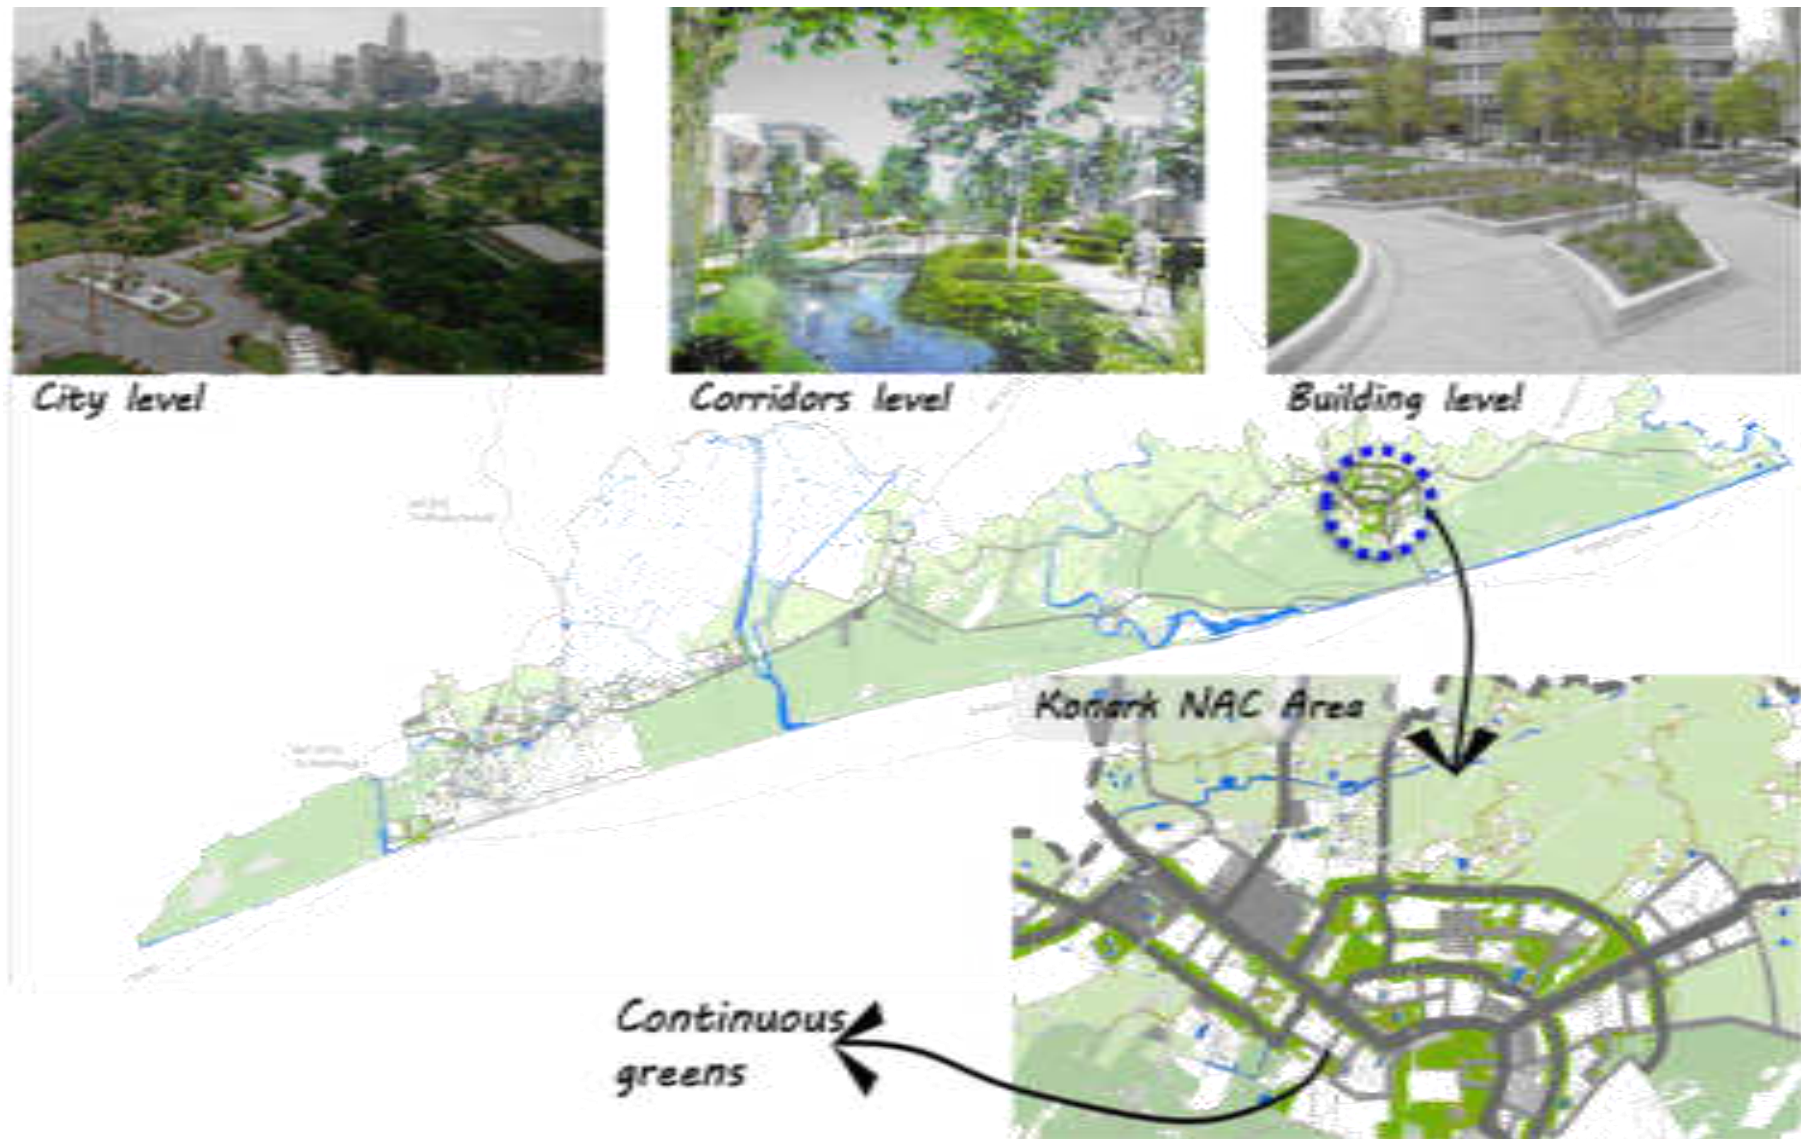 City level
Corridors level
Building level
Konark NAC Area
Continuous
greens